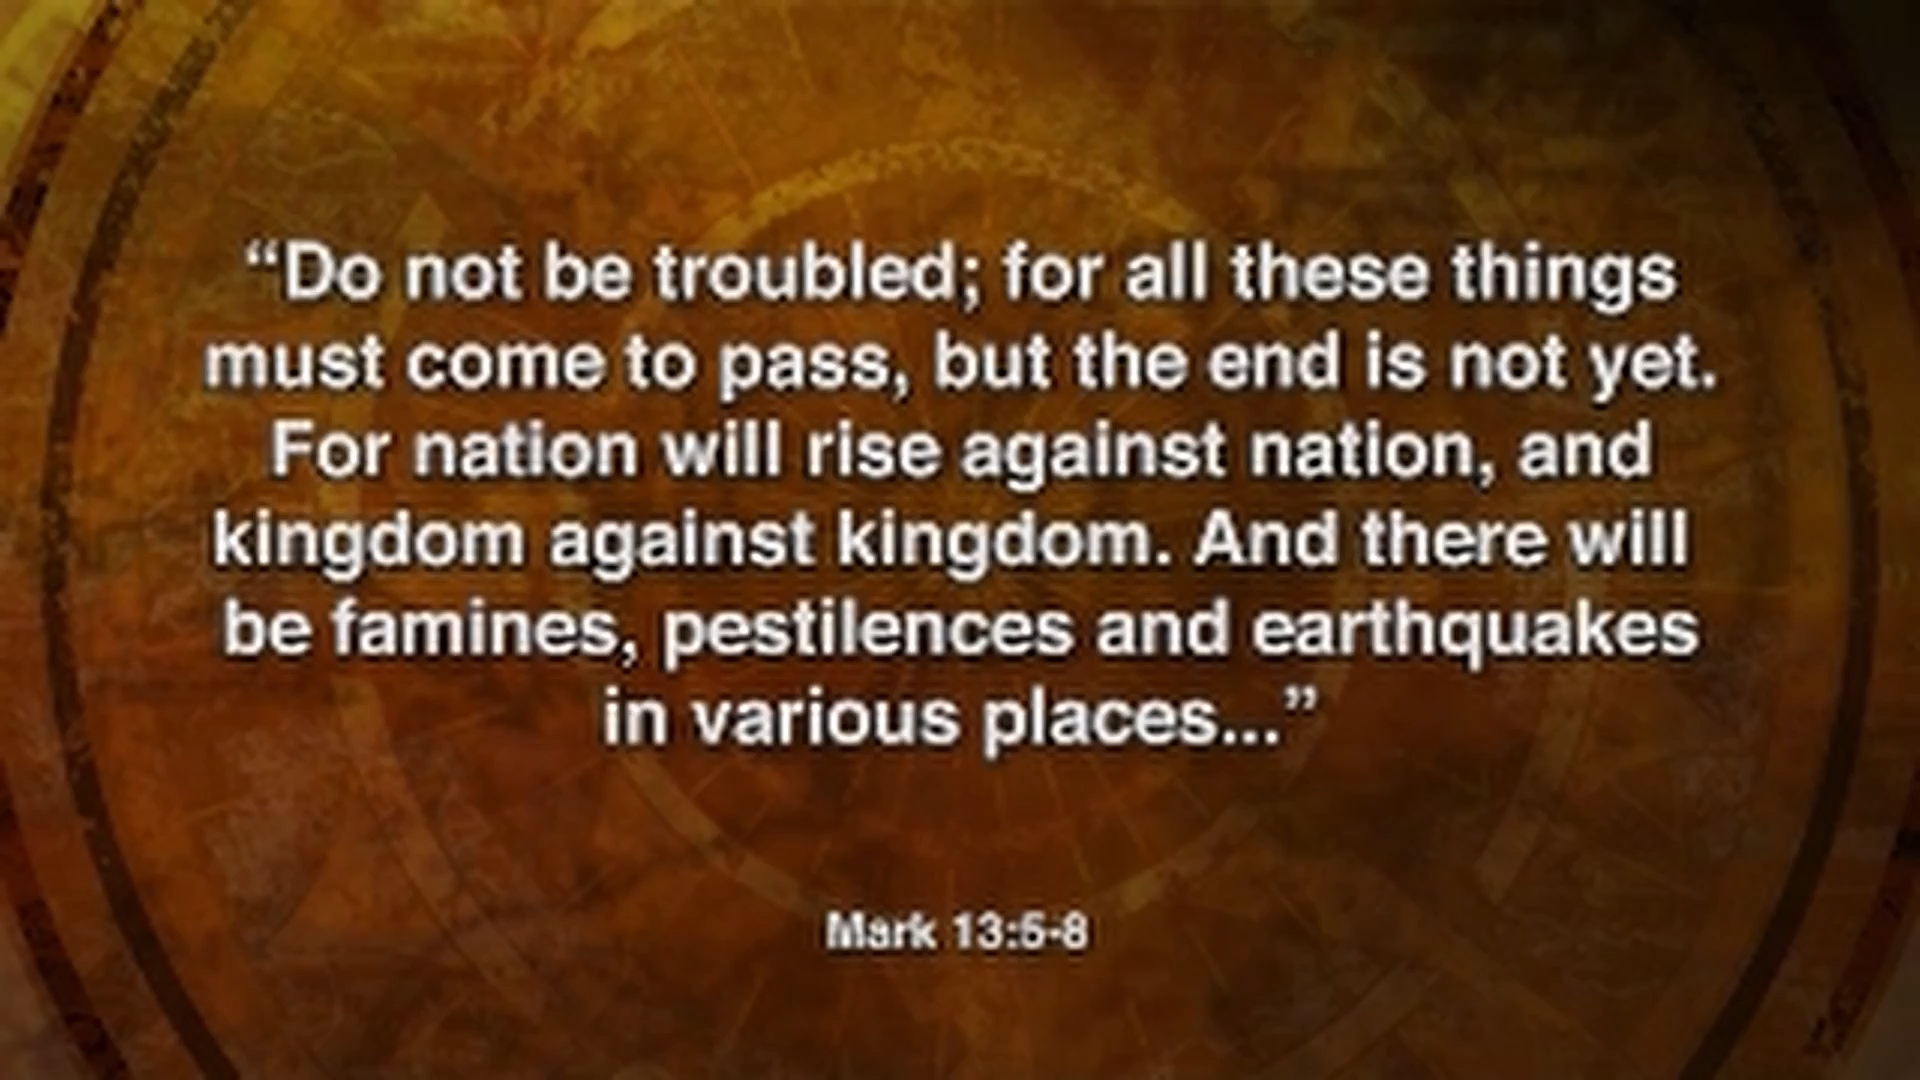 “Do not be troubled; for all these things
must come to pass, but the end is not yet.
For nation will rise against nation, and
kingdom against kingdom. And there will
be famines, pestilences and earthquakes
in various places...”
Mark 13:5-8